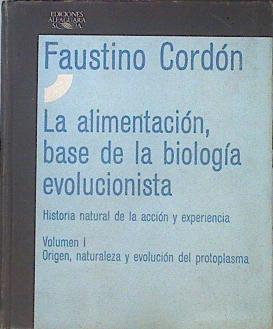 EDICIONES
ALFAGUARA
S.A.
Faustino Cordón
La alimentación,
base de la biología
evolucionista
Historia natural de la acción y experiencia
Volumen I
Origen, naturaleza y evolución del protoplasma